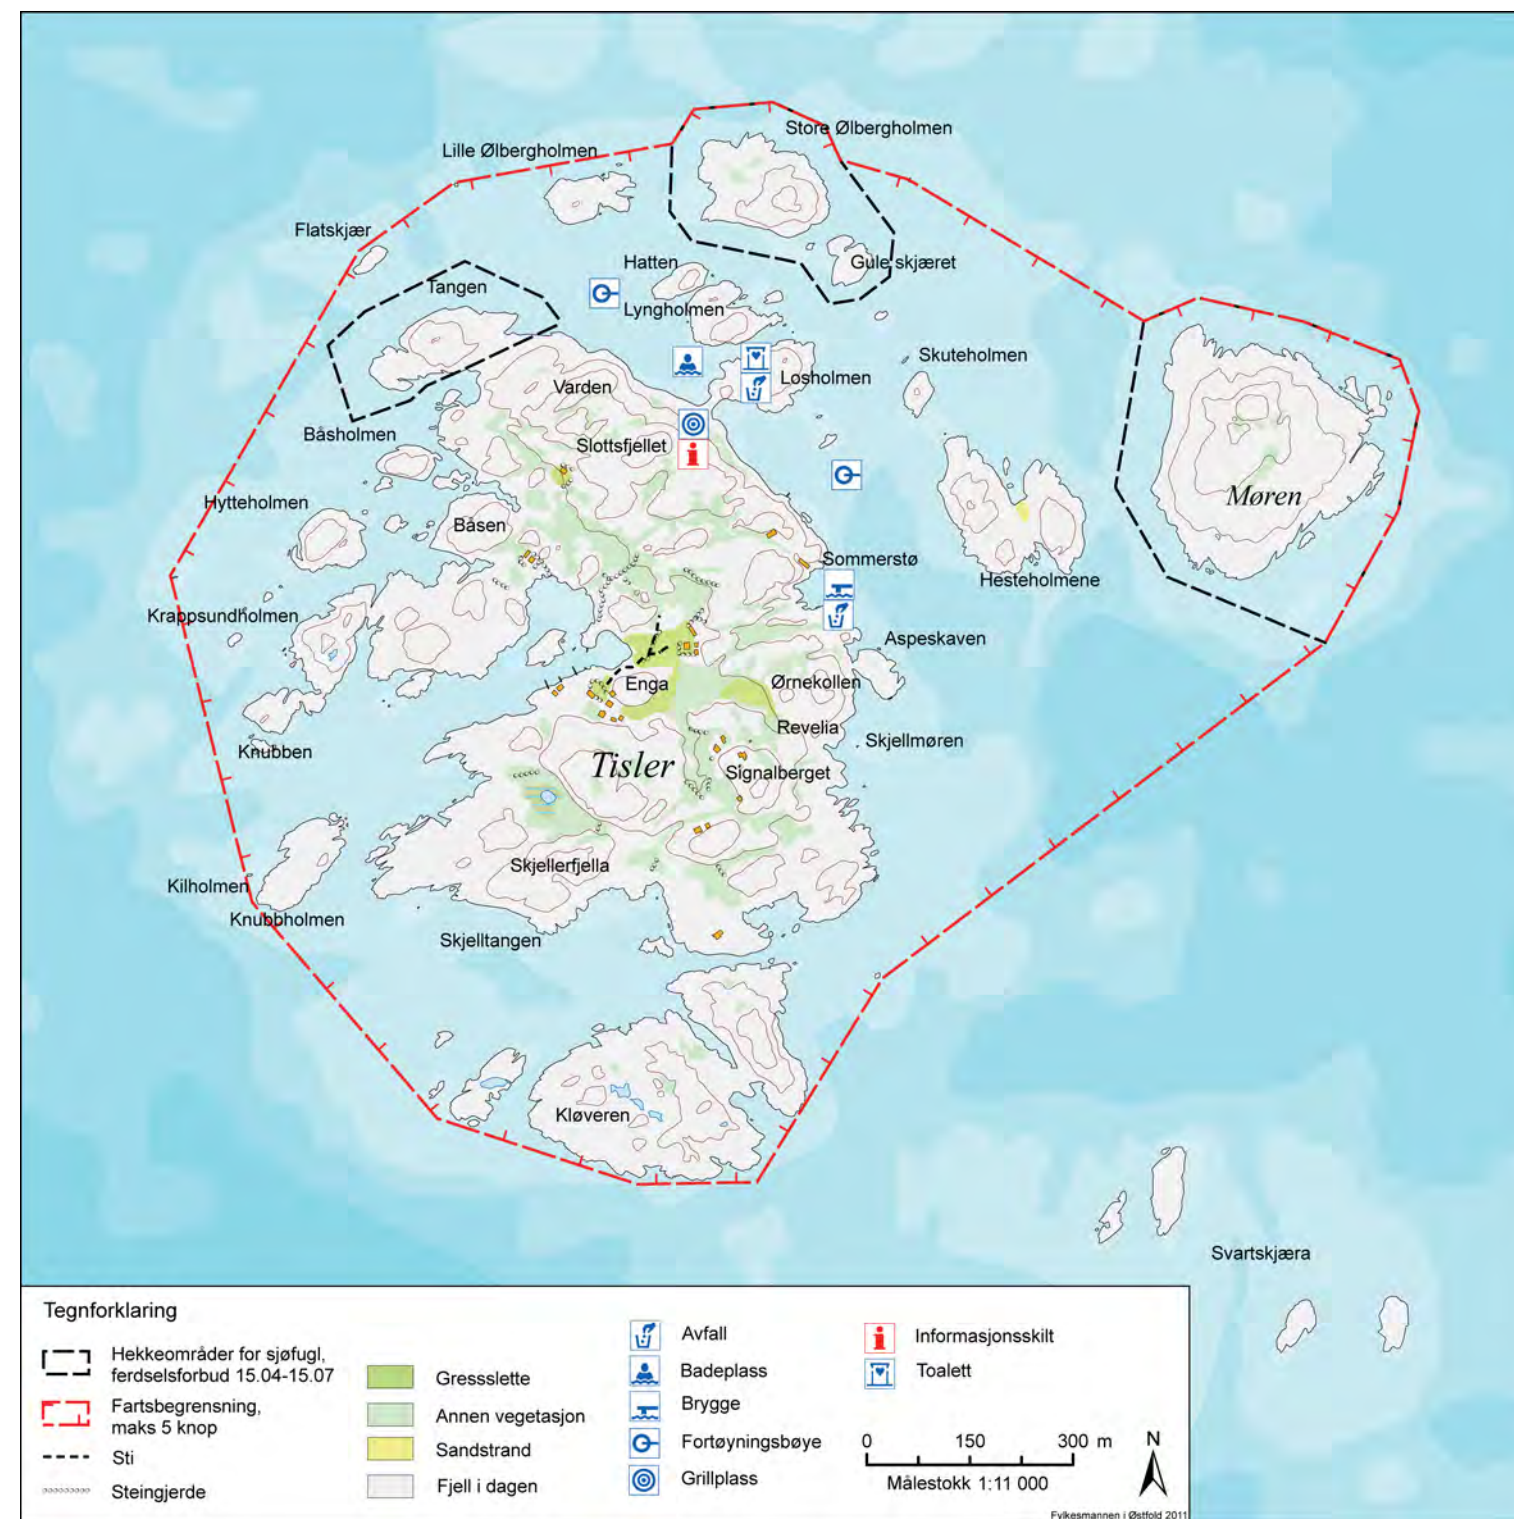 Store Ølbergholmen
Lille Ølbergholmen
Flatskjær
Hatten
Gule skjæret
Tangen
Lyngholmen
Skuteholmen
Varden
Losholmen
Båsholmen
Slottsfjellet
Møren
Hytteholmen
Båsen
Sommerstø
Hesteholmene
Krappsundholmen
Aspeskaven
Enga
Ørnekollen
Revelia
Skjellmøren
Knubben
Tisler
Signalberget
Skjellerfjella
Kilholmen
Knubbholmen
Skjelltangen
Kløveren
Svartskjæra
Tegnforklaring
Hekkeområder for sjøfugl,
ferdselsforbud 15.04-15.07
Fartsbegrensning,
maks 5 knop
Sti
Steingjerde
Gressslette
Annen vegetasjon
Sandstrand
Fjell i dagen
Avfall
Badeplass
Brygge
Fortøyningsbøye
Grillplass
Informasjonsskilt
Toalett
0 150 300 m
Målestokk 1:11 000
N
Fylkesmannen i Østfold 2011